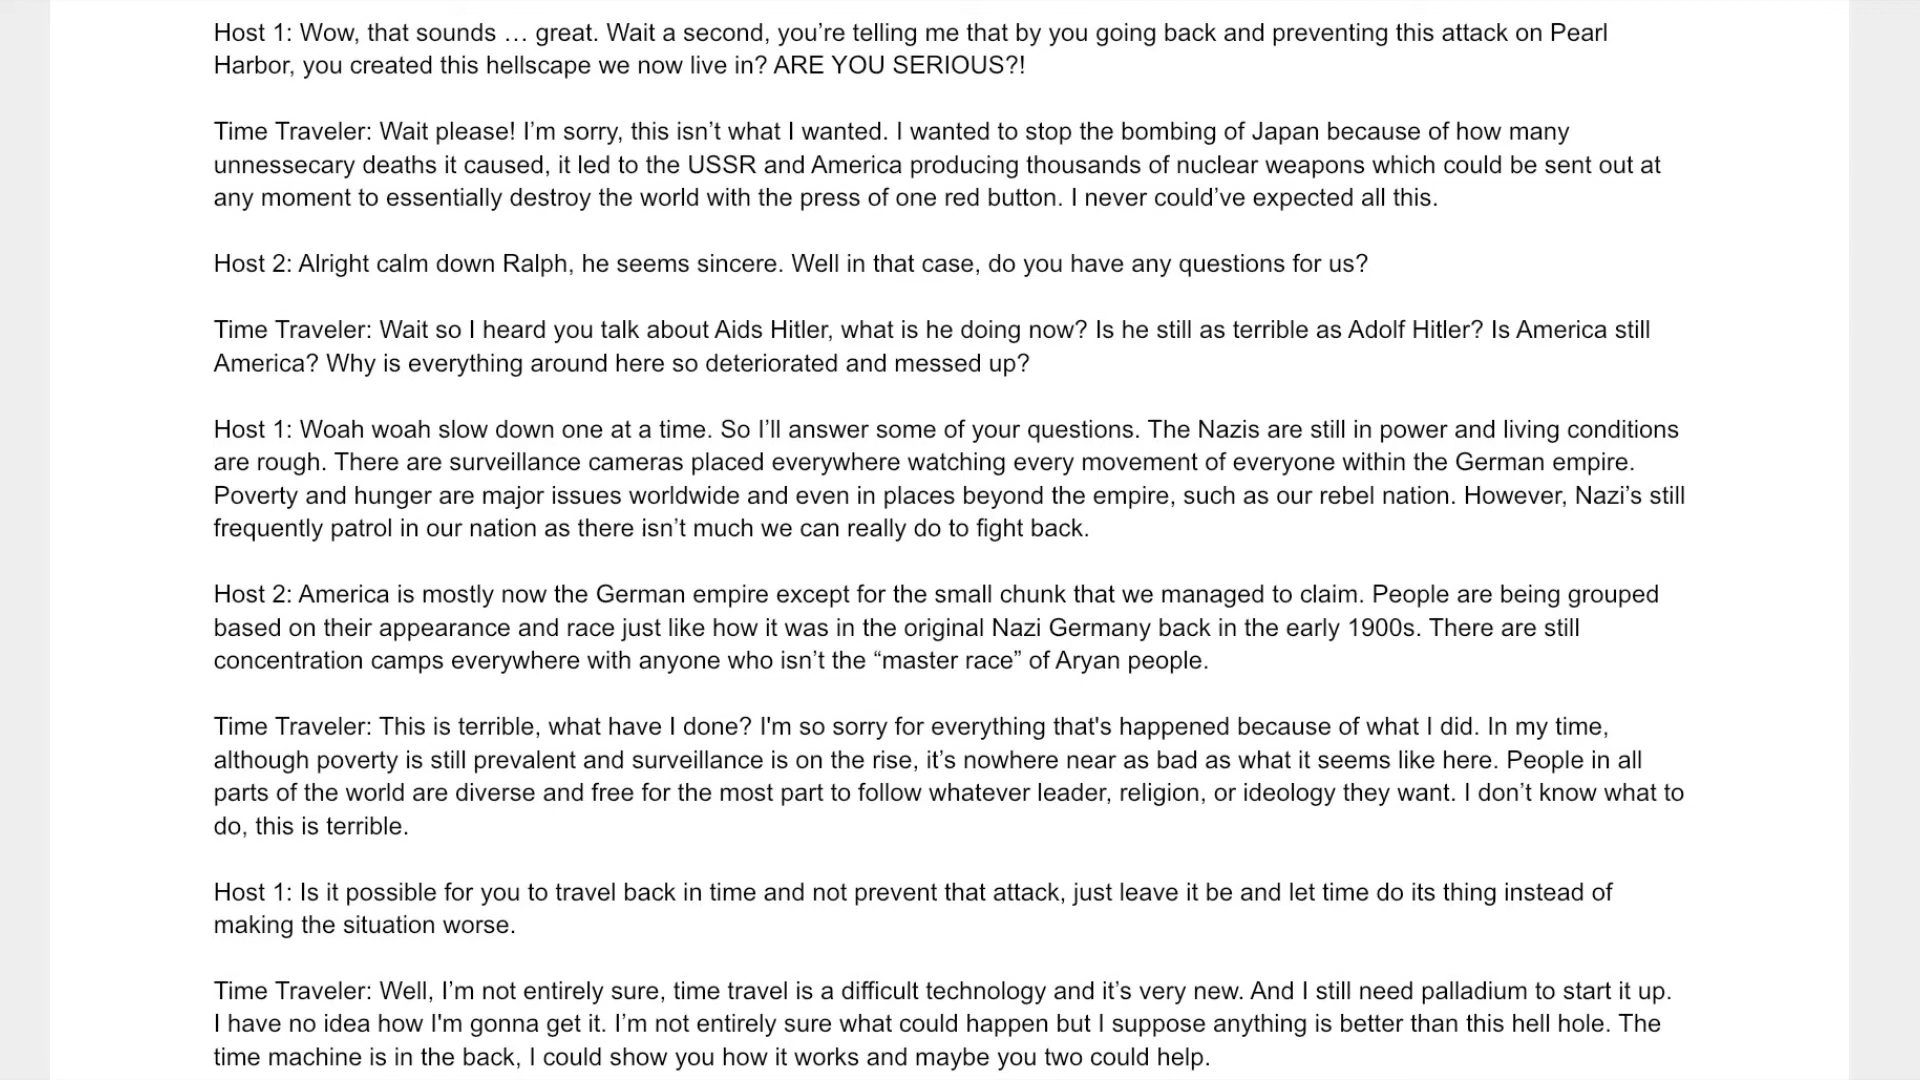 Host 1: Wow, that sounds … great. Wait a second, you’re telling me that by you going back and preventing this attack on Pearl
Harbor, you created this hellscape we now live in? ARE YOU SERIOUS?!
Time Traveler: Wait please! I’m sorry, this isn’t what I wanted. I wanted to stop the bombing of Japan because of how many
unnessecary deaths it caused, it led to the USSR and America producing thousands of nuclear weapons which could be sent out at
any moment to essentially destroy the world with the press of one red button. I never could’ve expected all this.
Host 2: Alright calm down Ralph, he seems sincere. Well in that case, do you have any questions for us?
Time Traveler: Wait so I heard you talk about Aids Hitler, what is he doing now? Is he still as terrible as Adolf Hitler? Is America still
America? Why is everything around here so deteriorated and messed up?
Host 1: Woah woah slow down one at a time. So I’ll answer some of your questions. The Nazis are still in power and living conditions
are rough. There are surveillance cameras placed everywhere watching every movement of everyone within the German empire.
Poverty and hunger are major issues worldwide and even in places beyond the empire, such as our rebel nation. However, Nazi’s still
frequently patrol in our nation as there isn’t much we can really do to fight back.
Host 2: America is mostly now the German empire except for the small chunk that we managed to claim. People are being grouped
based on their appearance and race just like how it was in the original Nazi Germany back in the early 1900s. There are still
concentration camps everywhere with anyone who isn’t the “master race” of Aryan people.
Time Traveler: This is terrible, what have I done? I'm so sorry for everything that's happened because of what I did. In my time,
although poverty is still prevalent and surveillance is on the rise, it’s nowhere near as bad as what it seems like here. People in all
parts of the world are diverse and free for the most part to follow whatever leader, religion, or ideology they want. I don’t know what to
do, this is terrible.
Host 1: Is it possible for you to travel back in time and not prevent that attack, just leave it be and let time do its thing instead of
making the situation worse.
Time Traveler: Well, I’m not entirely sure, time travel is a difficult technology and it’s very new. And I still need palladium to start it up.
I have no idea how I'm gonna get it. I’m not entirely sure what could happen but I suppose anything is better than this hell hole. The
time machine is in the back, I could show you how it works and maybe you two could help.